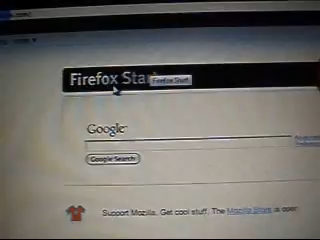 Firefox Sta
Firefox Start
Google
Google Search
Support Mozilla. Get cool stuff. The Mozilla Store is open